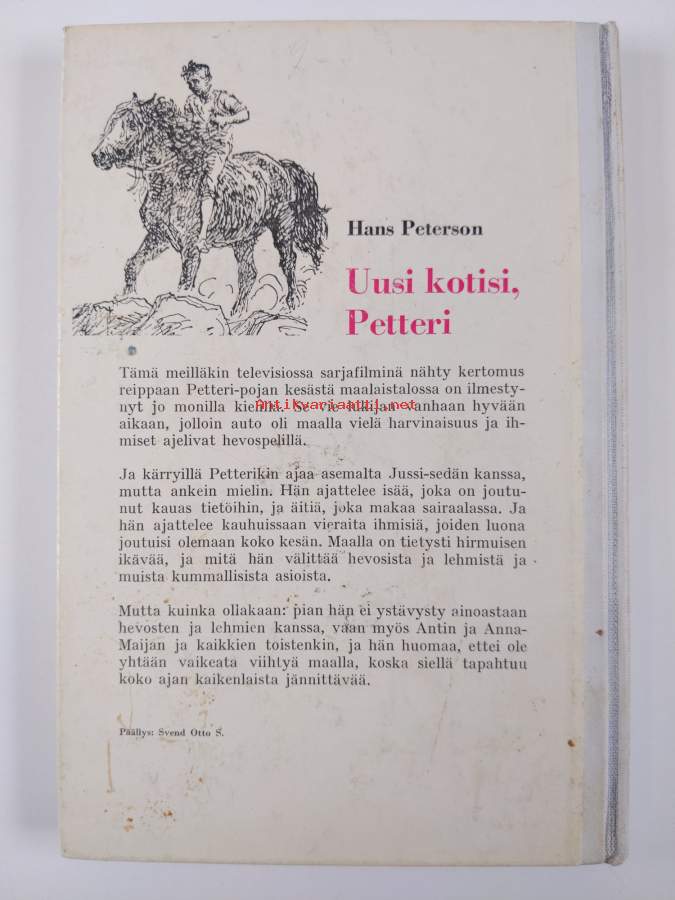 Hans Peterson
Uusi kotisi,
Petteri
Tämä meilläkin televisiossa sarjafilminä nähty kertomus
reippaan Petteri-pojan kesästä maalaistalossa on ilmesty-
nyt jo monilla kielillä. Se vie lukijan vanhaan hyvään
Antikvariaatit.net
aikaan, jolloin auto oli maalla vielä harvinaisuus ja ih-
miset ajelivat hevospelillä.
Ja kärryillä Petterikin ajaa asemalta Jussi-sedän kanssa,
mutta ankein mielin. Hän ajattelee isää, joka on joutu-
nut kauas tietöihin, ja äitiä, joka makaa sairaalassa. Ja
hän ajattelee kauhuissaan vieraita ihmisiä, joiden luona
joutuisi olemaan koko kesän. Maalla on tietysti hirmuisen
ikävää, ja mitä hän välittää hevosista ja lehmistä ja
muista kummallisista asioista.
Mutta kuinka ollakaan: pian hän ei ystävysty ainoastaan
hevosten ja lehmien kanssa, vaan myös Antin ja Anna-
Maijan ja kaikkien toistenkin, ja hän huomaa, ettei ole
yhtään vaikeata viihtyä maalla, koska siellä tapahtuu
koko ajan kaikenlaista jännittävää.
Päällys: Svend Otto S.